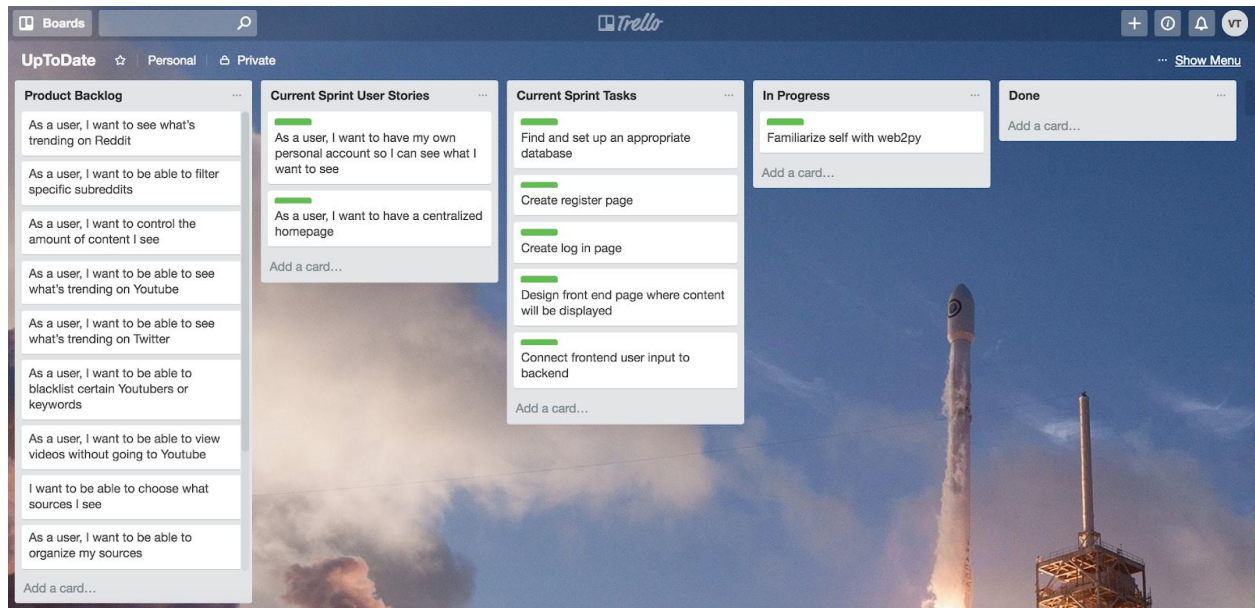 Boards
Trello
VT
UpToDate
Personal
Private
... Show Menu
Product Backlog
As a user, I want to see what's
trending on Reddit
As a user, I want to be able to filter
specific subreddits
As a user, I want to control the
amount of content I see
As a user, I want to be able to see
what's trending on Youtube
As a user, I want to be able to see
what's trending on Twitter
As a user, I want to be able to
blacklist certain Youtubers or
keywords
As a user, I want to be able to view
videos without going to Youtube
I want to be able to choose what
sources I see
As a user, I want to be able to
organize my sources
Add a card...
Current Sprint User Stories
As a user, I want to have my own
personal account so I can see what I
want to see
As a user, I want to have a centralized
homepage
Add a card...
Current Sprint Tasks
Find and set up an appropriate
database
Create register page
Create log in page
Design front end page where content
will be displayed
Connect frontend user input to
backend
Add a card...
In Progress
Familiarize self with web2py
Add a card...
Done
Add a card...